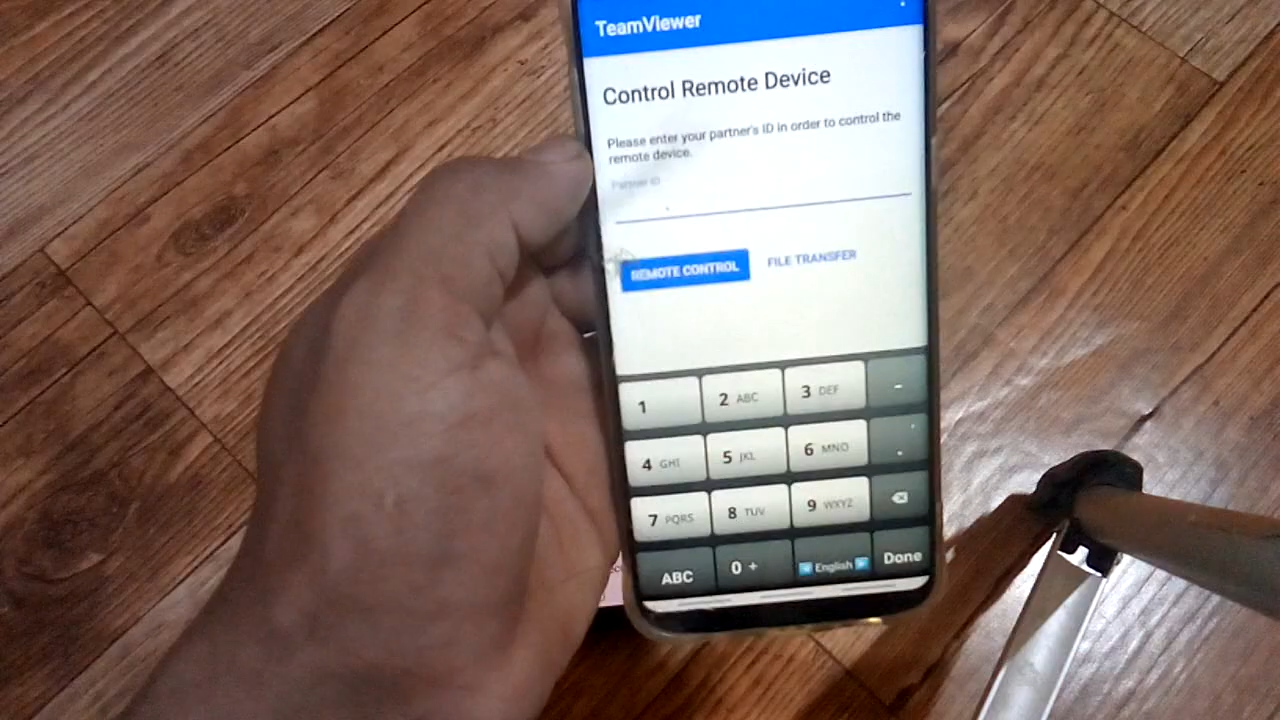 TeamViewer
Control Remote Device
Please enter your partner's ID in order to control the
remote device.
Partner ID
REMOTE CONTROL FILE TRANSFER
1 2 ABC 3 DEF -
4 GHI 5 JKL 6 MNO .
7 PQRS 8 TUV 9 WXYZ
ABC 0 + English Done